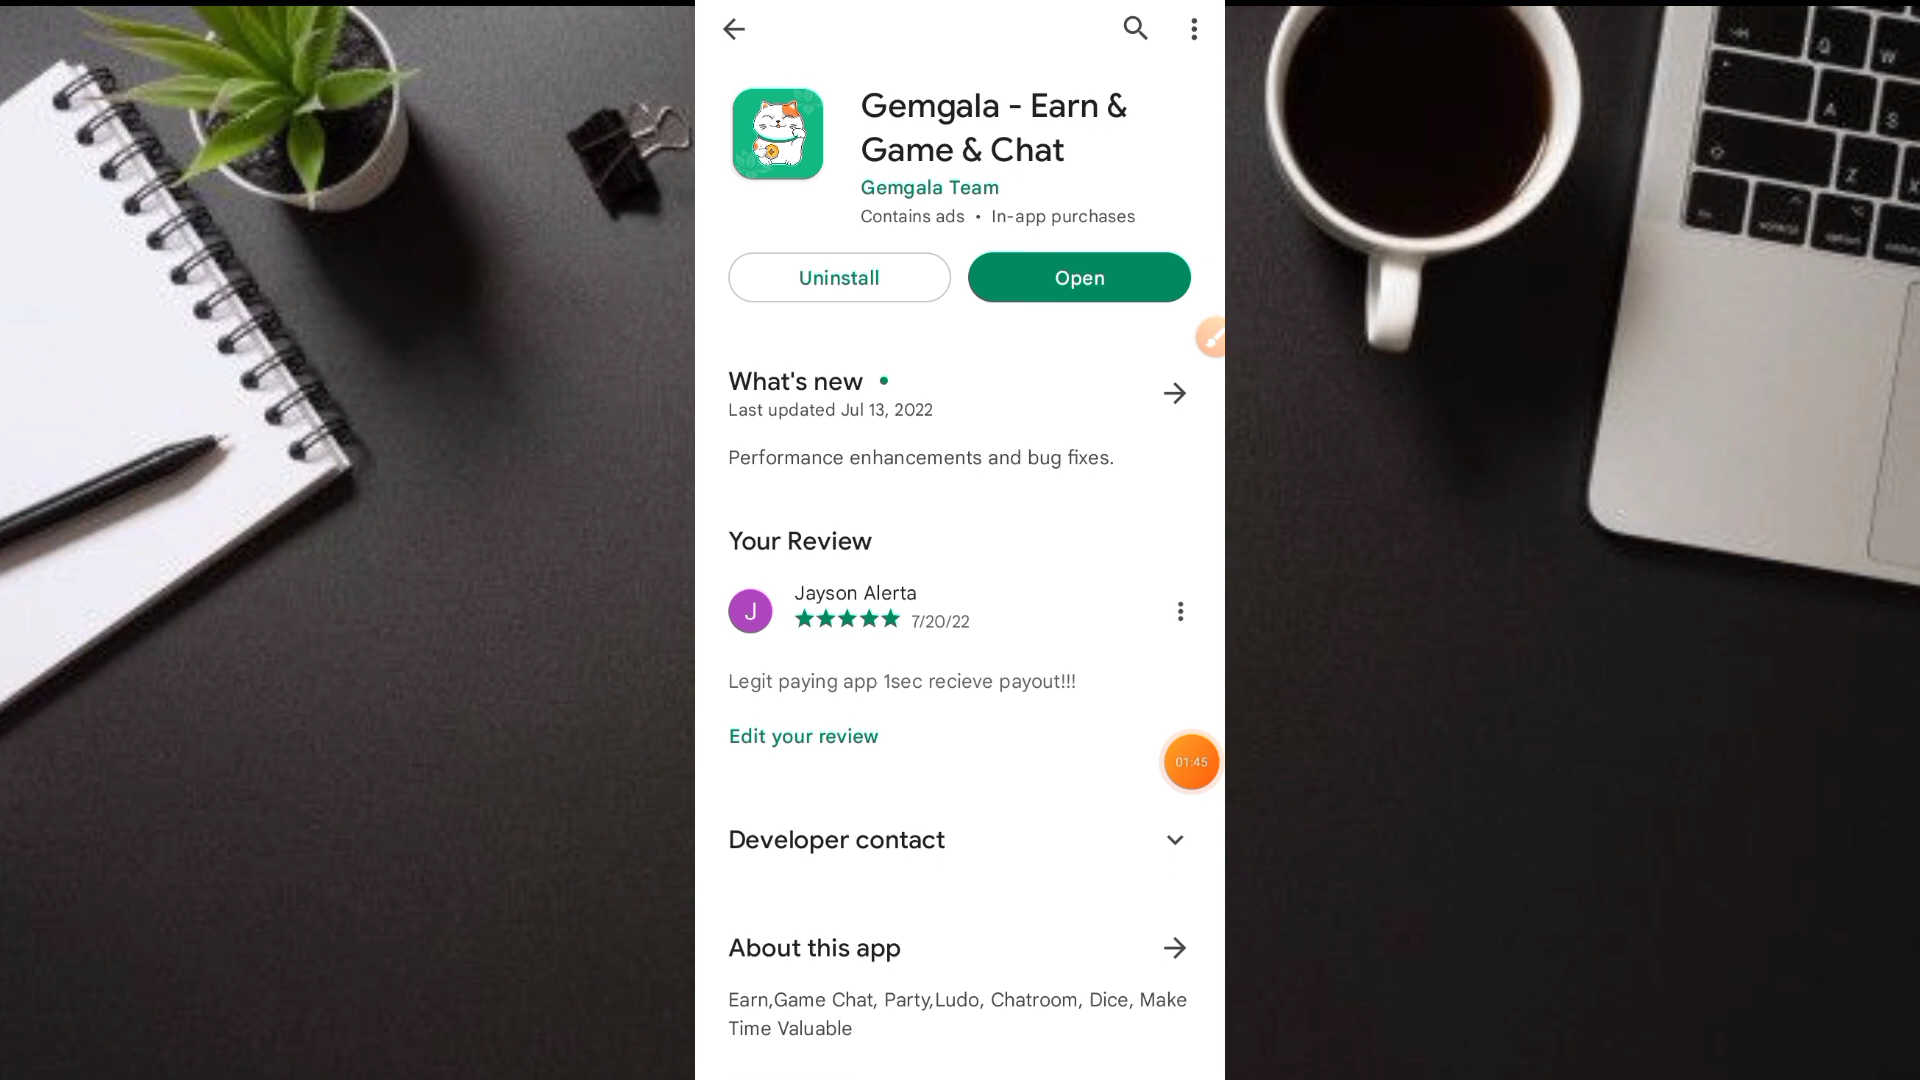 Gemgala - Earn &
Game & Chat
Gemgala Team
Contains ads • In-app purchases
Uninstall
Open
What's new
Last updated Jul 13, 2022
Performance enhancements and bug fixes.
Your Review
J
Jayson Alerta
7/20/22
Legit paying app 1sec recieve payout!!!
Edit your review
01:45
Developer contact
About this app
Earn,Game Chat, Party,Ludo, Chatroom, Dice, Make
Time Valuable
Q
W
A
S
Z
X